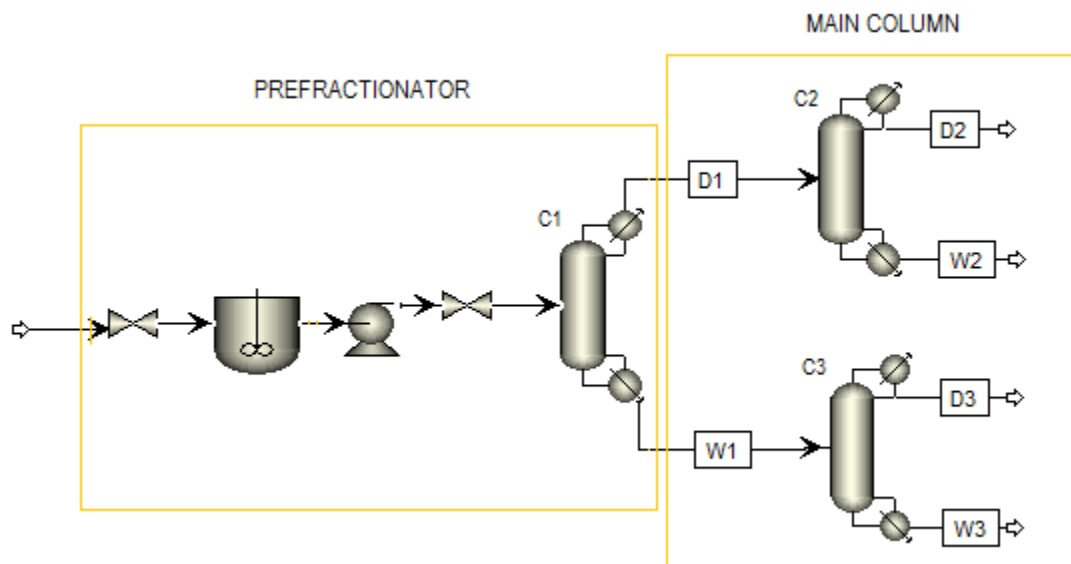 MAIN COLUMN
PREFRACTIONATOR
C2
D2
D1
C1
W2
C3
D3
W1
W3